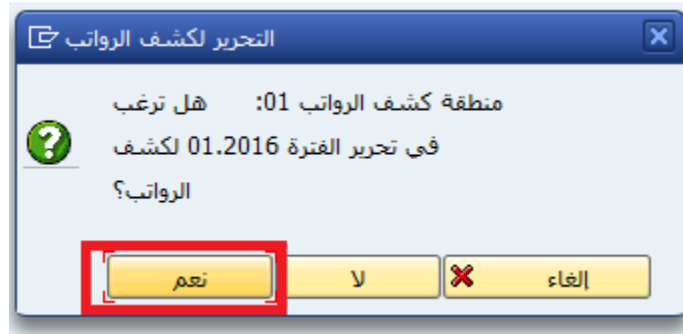 التحرير لكشف الرواتب
منطقة كشف الرواتب 01: هل ترغب
في تحرير الفترة 01.2016 لكشف
الرواتب؟
نعم
لا
إلغاء